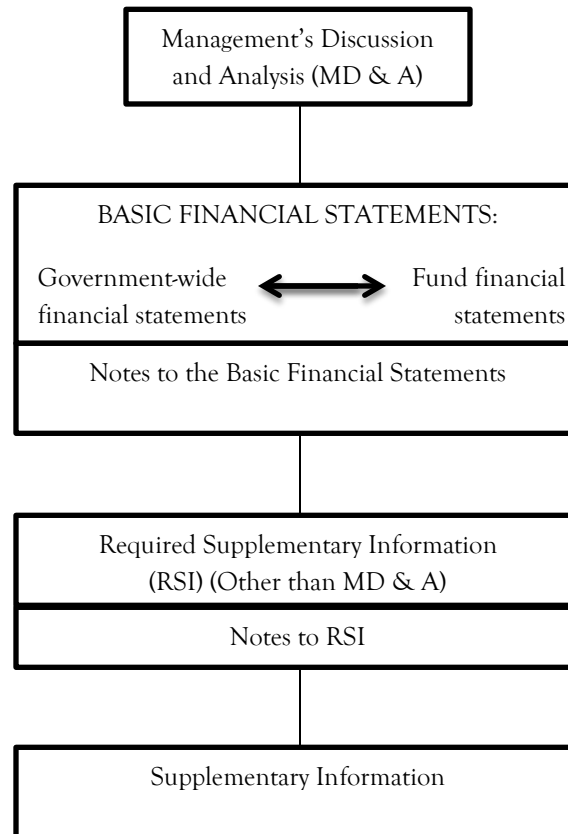 Management’s Discussion
and Analysis (MD & A)
BASIC FINANCIAL STATEMENTS:
Government-wide
financial statements
Fund financial
statements
Notes to the Basic Financial Statements
Required Supplementary Information
(RSI) (Other than MD & A)
Notes to RSI
Supplementary Information